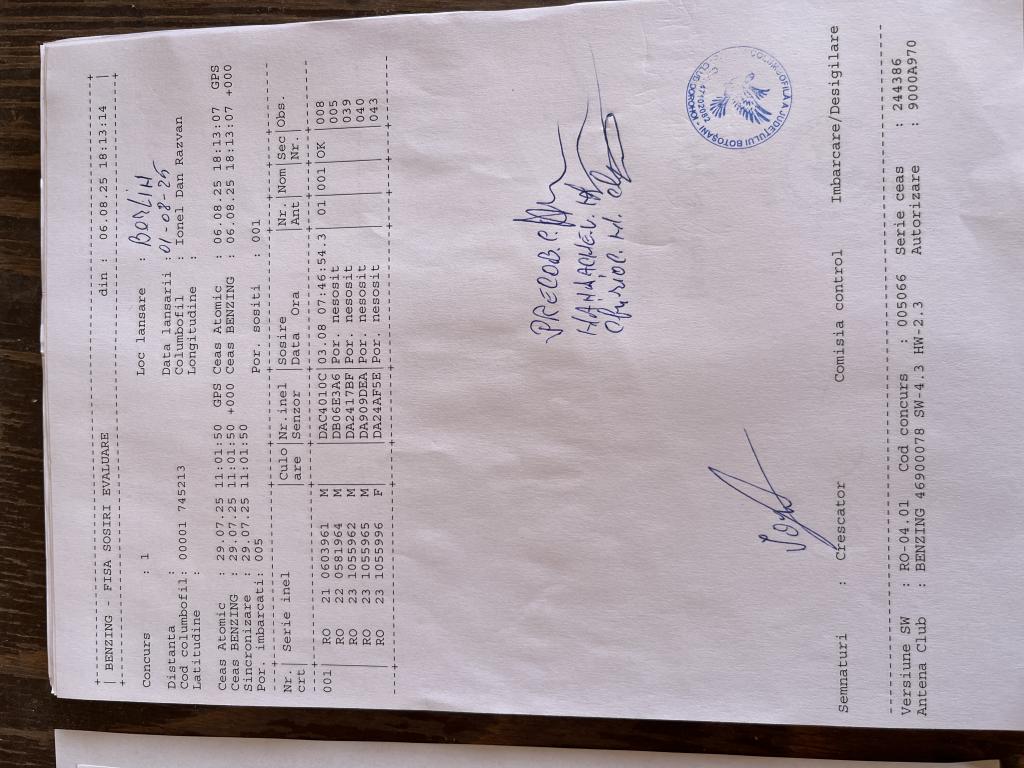 BENZING - FISA SOSIRI EVALUARE din : 06.08.25 18:13:14
Concurs : 1 Loc lansare : BERLIN
Distanta : Data lansarii : 01-08-25
Cod columbofil: 00001 745213 Columbofil : Ionel Dan Razvan
Latitudine : Longitudine :
Ceas Atomic : 29.07.25 11:01:50 GPS Ceas Atomic : 06.08.25 18:13:07 GPS
Ceas BENZING : 29.07.25 11:01:50 +000 Ceas BENZING : 06.08.25 18:13:07 +000
Sincronizare : 29.07.25 11:01:50
Por. imbarcati: 005 Por. sositi : 001
Nr.| Serie inel |Culo|Nr.inel |Sosire |Nr.|Nom|Sec|Obs.
crt| |are |Senzor |Data Ora |Ant| |Nr |
001 | RO 21 0603961 M |DAC4010C|03.08 07:46:54.3 01|001|OK |008
| RO 22 0581964 M |DB06E3A6|Por. nesosit | | |005
| RO 23 1055962 M |DA2417BF|Por. nesosit | | |039
| RO 23 1055965 M |DA909DEA|Por. nesosit | | |040
| RO 23 1055996 F |DA24AF5E|Por. nesosit | | |043
JUDEŢULUI BOTOŞANI
CLUB DOROHOI
Semnaturi : Crescator Comisia control Imbarcare/Desigilare
Versiune SW : RO-04.01 Cod concurs : 005066 Serie ceas : 244386
Antena Club : BENZING 46900078 SW-4.3 HW-2.3 Autorizare : 9000A970